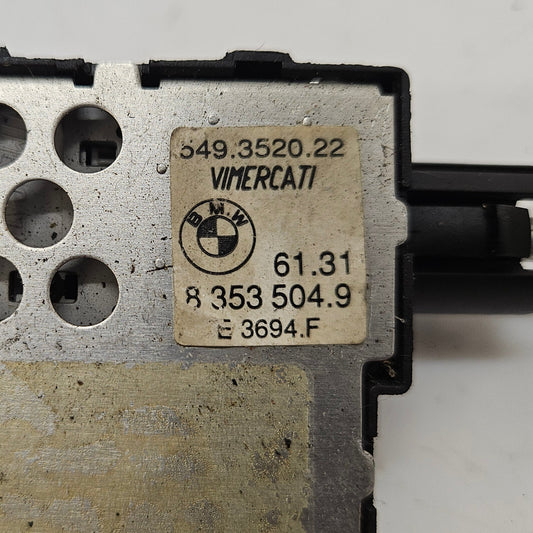 549.3520.22
VIMERCATI
BMW
61.31
8 353 504.9
E 3694.F